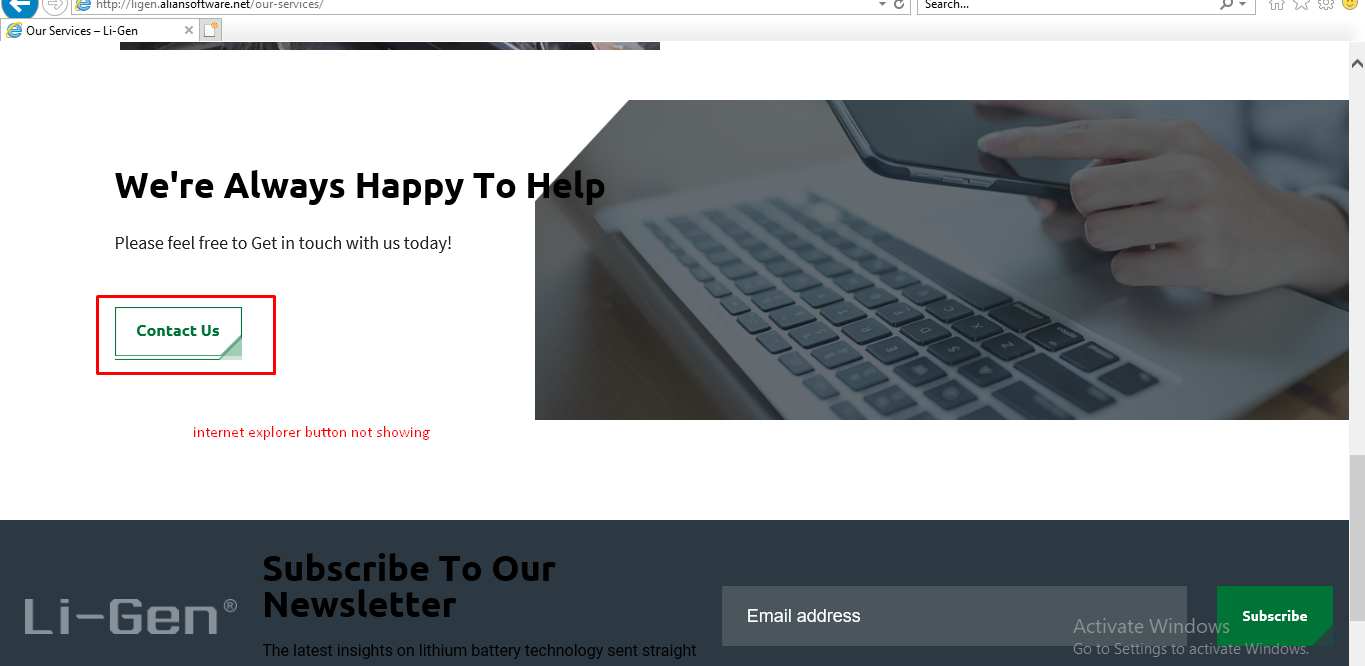 http://ligen.aliansoftware.net/our-services/
Search...
Our Services – Li-Gen
We're Always Happy To Help
Please feel free to Get in touch with us today!
Contact Us
internet explorer button not showing
Subscribe To Our
Newsletter
Li-Gen®
Email address
Subscribe
The latest insights on lithium battery technology sent straight
Activate Windows
Go to Settings to activate Windows.